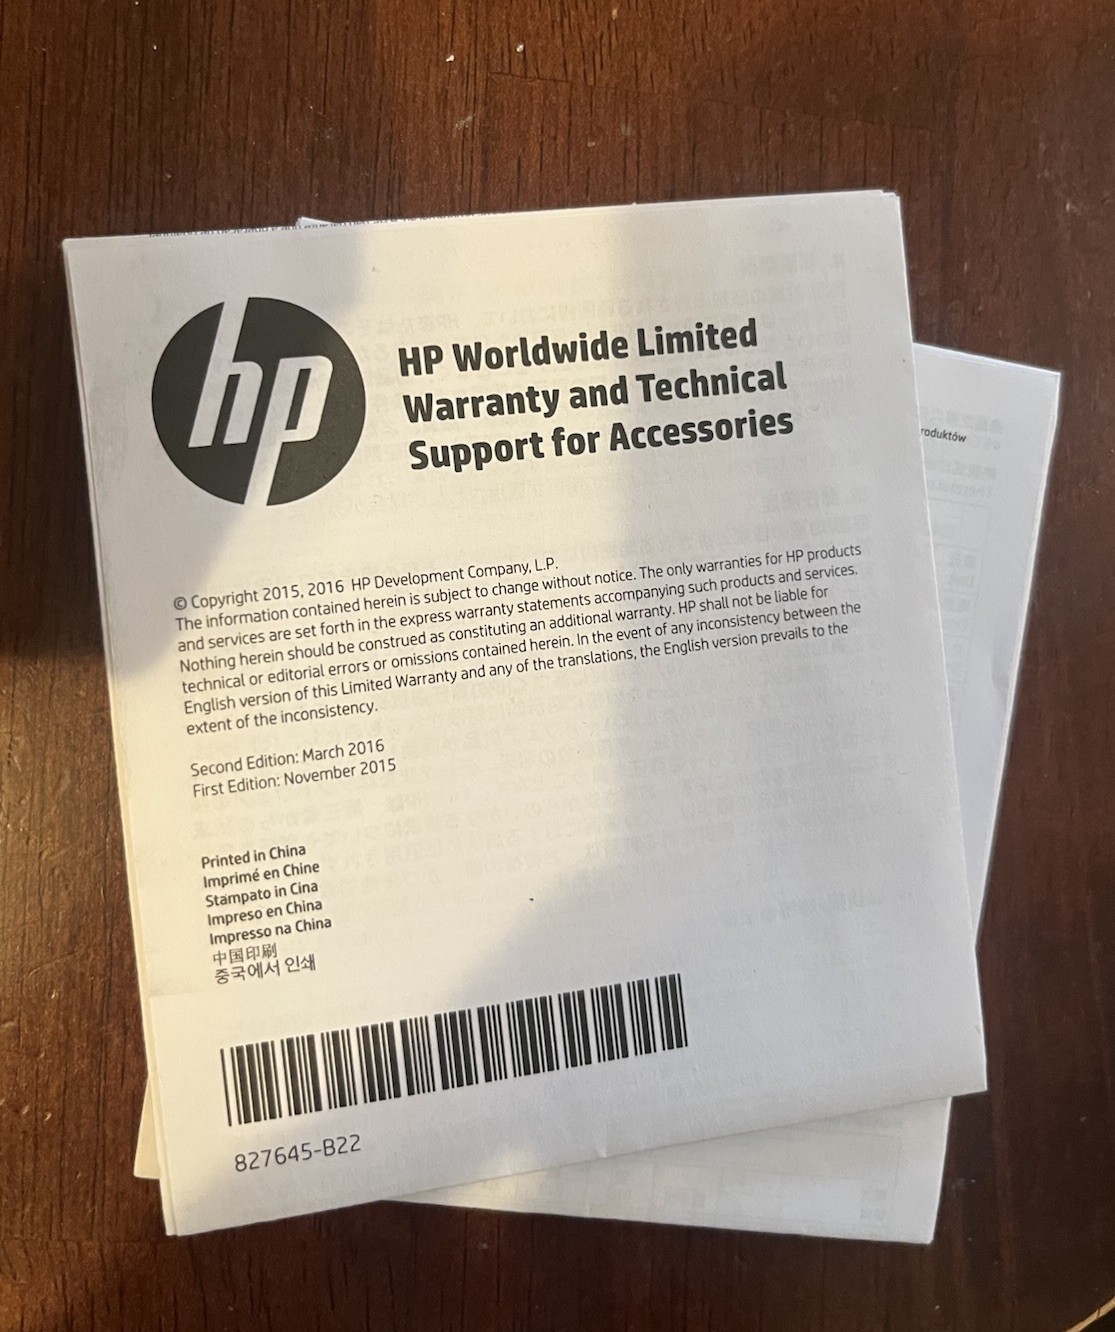 hp
HP Worldwide Limited
Warranty and Technical
Support for Accessories
roduktów
© Copyright 2015, 2016 HP Development Company, L.P.
The information contained herein is subject to change without notice. The only warranties for HP products
and services are set forth in the express warranty statements accompanying such products and services.
Nothing herein should be construed as constituting an additional warranty. HP shall not be liable for
technical or editorial errors or omissions contained herein. In the event of any inconsistency between the
English version of this Limited Warranty and any of the translations, the English version prevails to the
extent of the inconsistency.
Second Edition: March 2016
First Edition: November 2015
Printed in China
Imprimé en Chine
Stampato in Cina
Impreso en China
Impresso na China
中国印刷
중국에서 인쇄
827645-B22